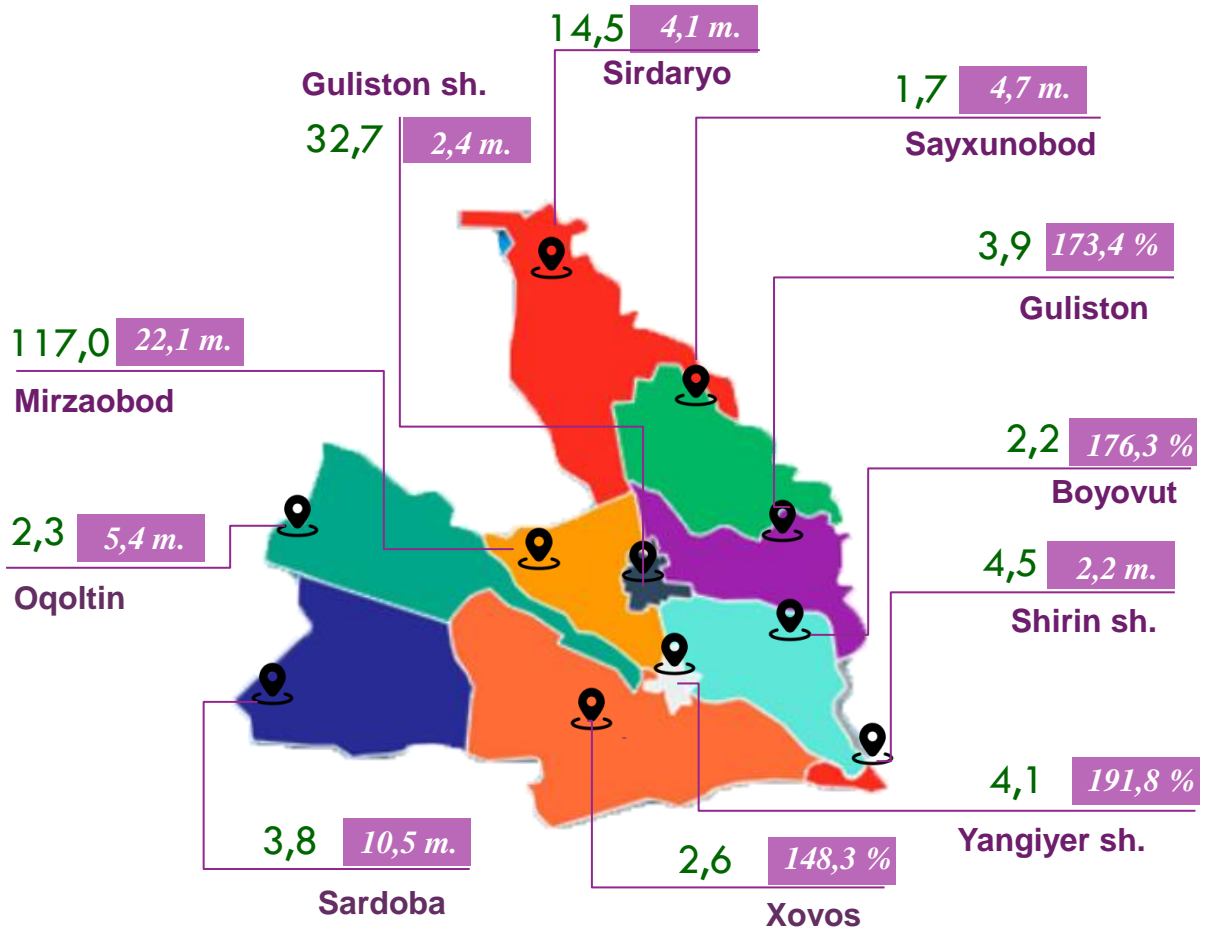 14,5 4,1 m.
Sirdaryo
Guliston sh.
32,7 2,4 m.
1,7 4,7 m.
Sayxunobod
3,9 173,4 %
Guliston
117,0 22,1 m.
Mirzaobod
2,2 176,3 %
Boyovut
2,3 5,4 m.
Oqoltin
4,5 2,2 m.
Shirin sh.
4,1 191,8 %
Yangiyer sh.
3,8 10,5 m.
Sardoba
2,6 148,3 %
Xovos